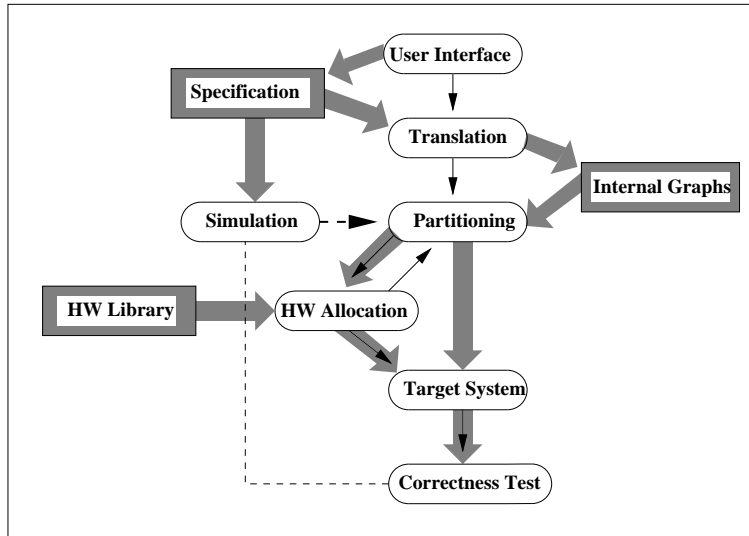 User Interface
Specification
Translation
Internal Graphs
Simulation
Partitioning
HW Library
HW Allocation
Target System
Correctness Test